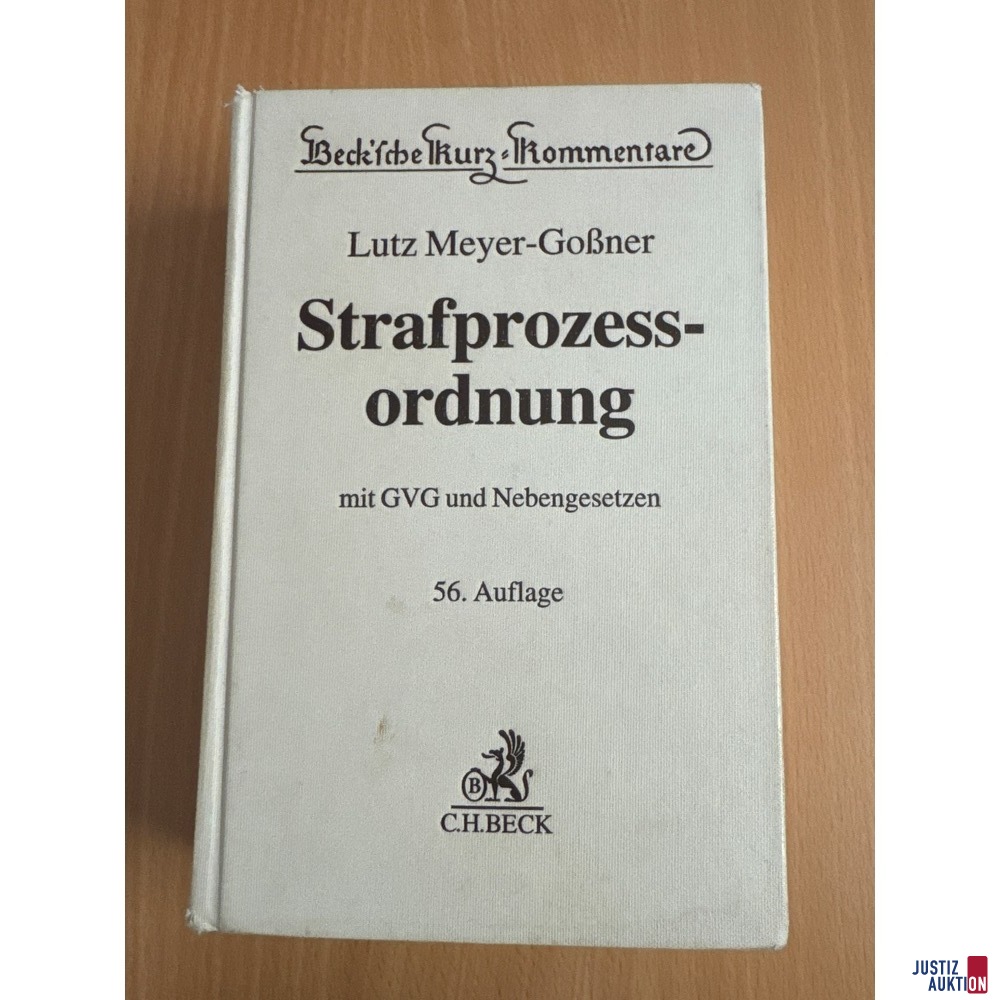 Beck'sche Kurz-Kommentare
Lutz Meyer-Goßner
Strafprozess-
ordnung
mit GVG und Nebengesetzen
56. Auflage
B
C.H.BECK
JUSTIZ
AUKTION